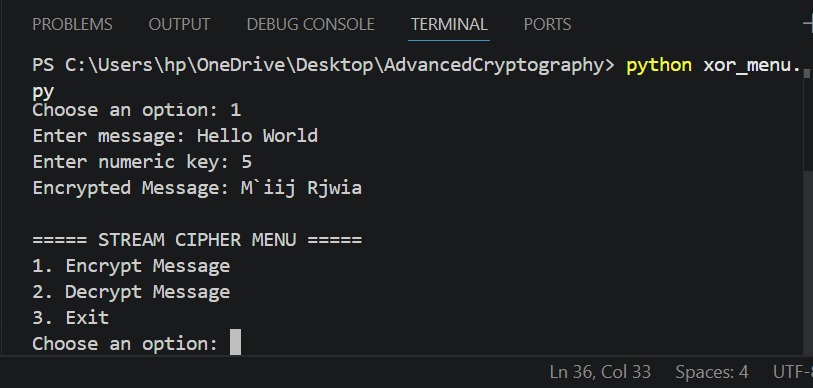 PROBLEMS OUTPUT DEBUG CONSOLE TERMINAL PORTS
PS C:\Users\hp\OneDrive\Desktop\AdvancedCryptography> python xor_menu.
py
Choose an option: 1
Enter message: Hello World
Enter numeric key: 5
Encrypted Message: M`iij Rjwia
===== STREAM CIPHER MENU =====
1. Encrypt Message
2. Decrypt Message
3. Exit
Choose an option:
Ln 36, Col 33 Spaces: 4 UTF-8